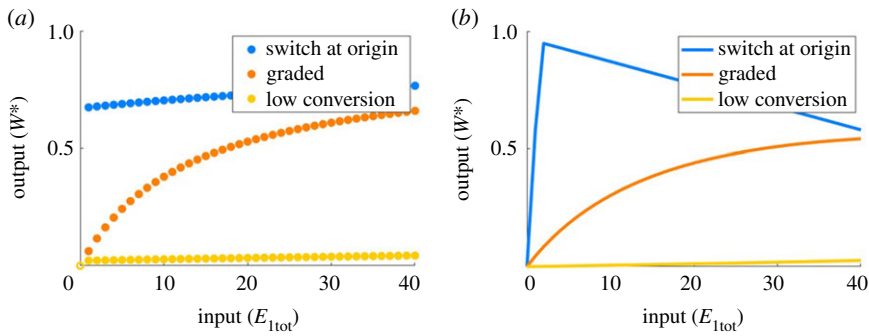 (a)
1.0
0.5
0
10
20
30
40
output (W*)
input (E1tot)
switch at origin
graded
low conversion
(b)
1.0
0.5
0
10
20
30
40
output (W*)
input (E1tot)
switch at origin
graded
low conversion